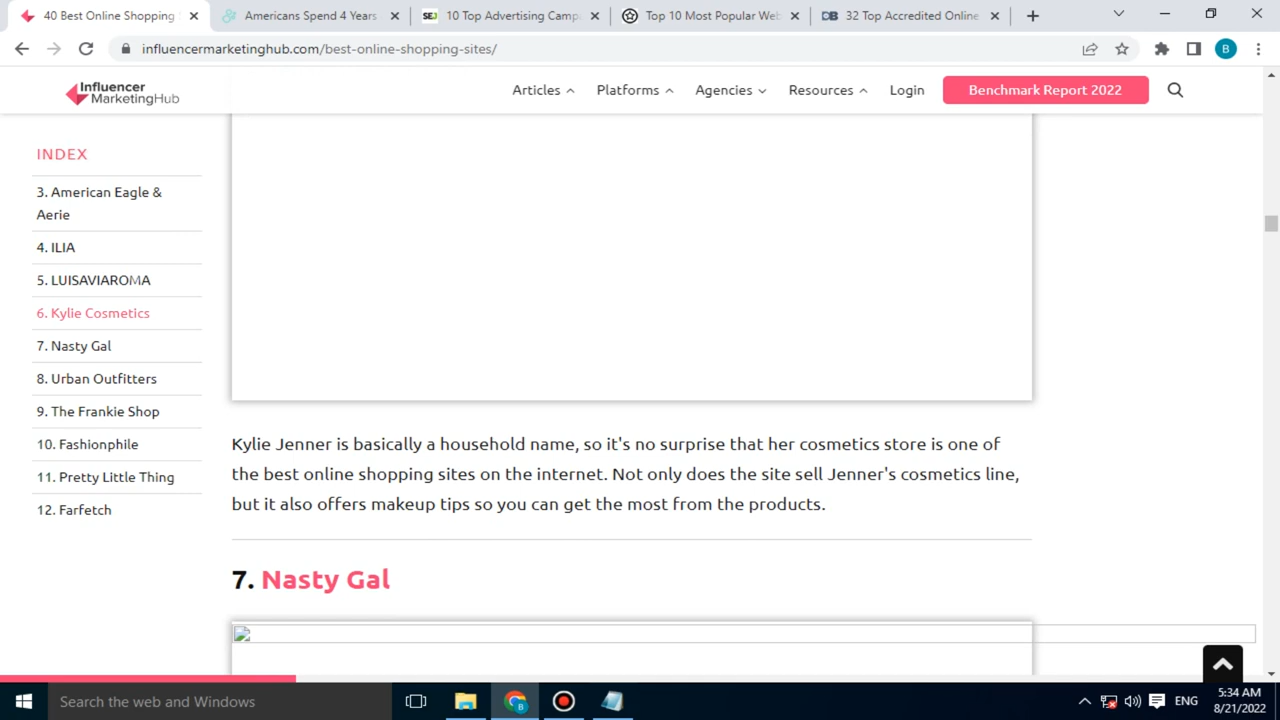 40 Best Online Shopping
Americans Spend 4 Years
SEJ
10 Top Advertising Camp
Top 10 Most Popular Web
DB
32 Top Accredited Online
influencermarketinghub.com/best-online-shopping-sites/
B
Influencer
MarketingHub
Articles
Platforms
Agencies
Resources
Login
Benchmark Report 2022
INDEX
3. American Eagle &
Aerie
4. ILIA
5. LUISAVIAROMA
6. Kylie Cosmetics
7. Nasty Gal
8. Urban Outfitters
9. The Frankie Shop
10. Fashionphile
11. Pretty Little Thing
12. Farfetch
Kylie Jenner is basically a household name, so it's no surprise that her cosmetics store is one of
the best online shopping sites on the internet. Not only does the site sell Jenner's cosmetics line,
but it also offers makeup tips so you can get the most from the products.
7. Nasty Gal
Search the web and Windows
B
ENG
5:34 AM
8/21/2022